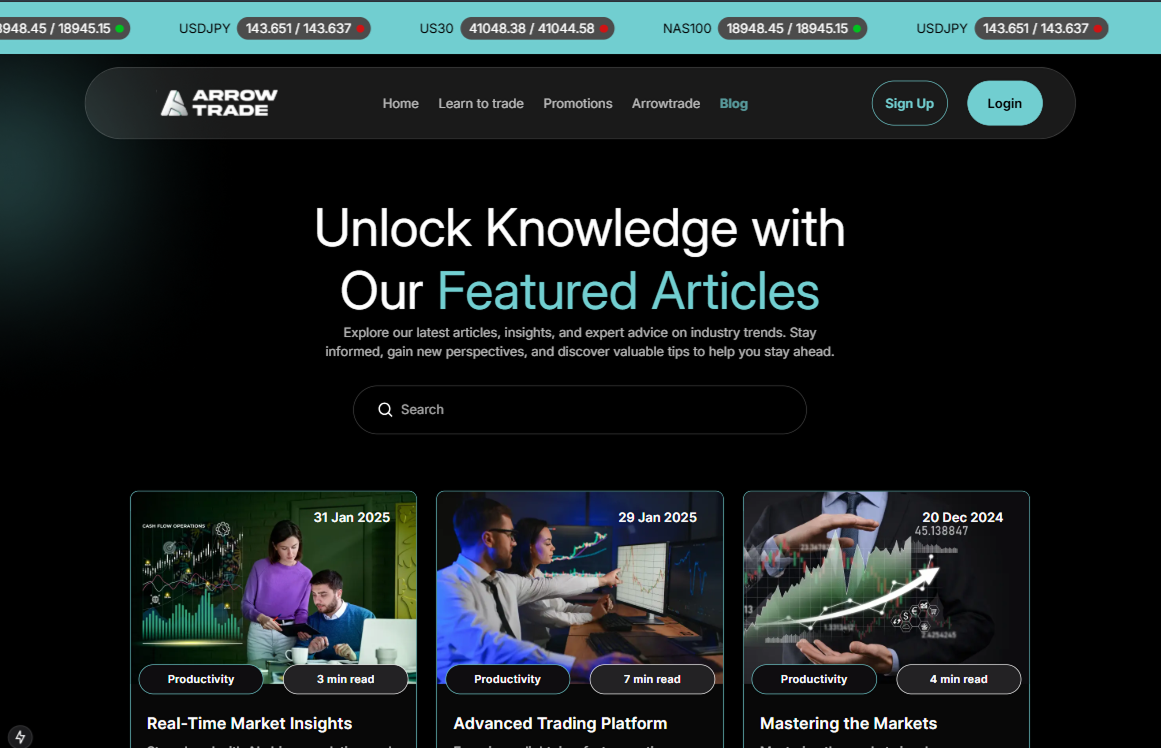 18948.45 / 18945.15
USDJPY 143.651 / 143.637
US30 41048.38 / 41044.58
NAS100 18948.45 / 18945.15
USDJPY 143.651 / 143.637
ARROW
TRADE
Home
Learn to trade
Promotions
Arrowtrade
Blog
Sign Up
Login
Unlock Knowledge with
Our Featured Articles
Explore our latest articles, insights, and expert advice on industry trends. Stay
informed, gain new perspectives, and discover valuable tips to help you stay ahead.
Search
31 Jan 2025
CASH FLOW OPERATIONS
Productivity
3 min read
Real-Time Market Insights
29 Jan 2025
Productivity
7 min read
Advanced Trading Platform
20 Dec 2024
45.138847
Productivity
4 min read
Mastering the Markets